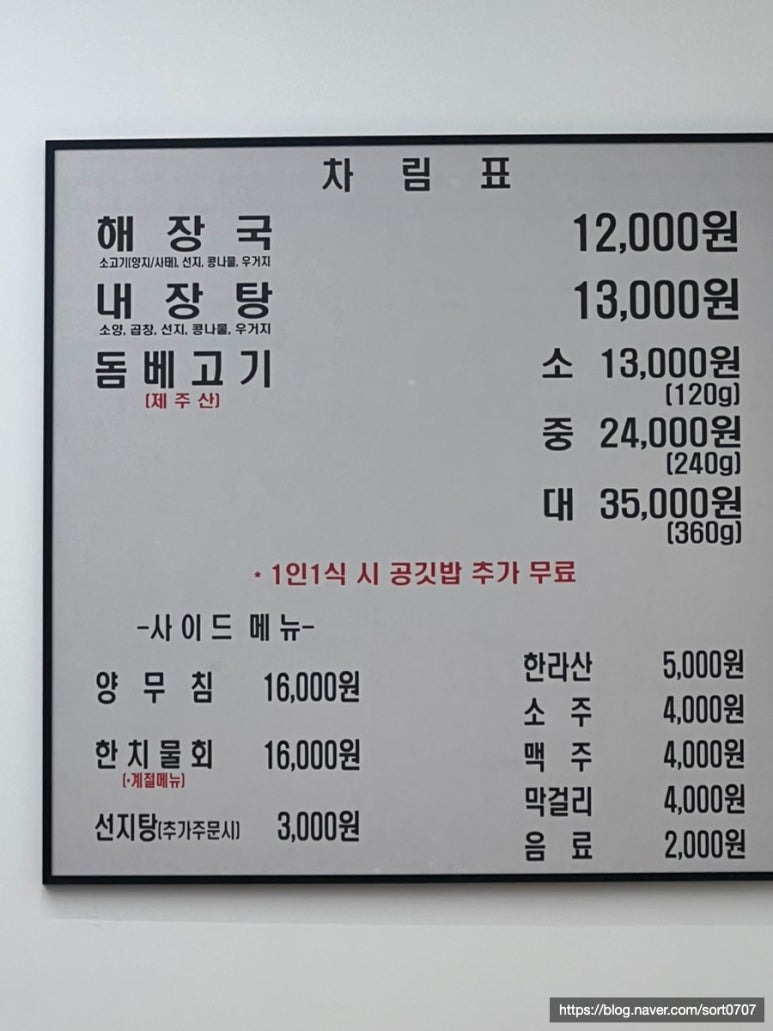 차 림 표
해 장 국 12,000원
소고기(양지/사태), 선지, 콩나물, 우거지
내 장 탕 13,000원
소양, 곱창, 선지, 콩나물, 우거지
돔 베 고 기 소 13,000원
(제 주 산) (120g)
중 24,000원
(240g)
대 35,000원
(360g)
* 1인1식 시 공깃밥 추가 무료
-사 이 드 메 뉴-
양 무 침 16,000원
한 치 물 회 16,000원
(·계절메뉴)
선지탕(추가주문시) 3,000원
한라산 5,000원
소 주 4,000원
맥 주 4,000원
막걸리 4,000원
음 료 2,000원
https://blog.naver.com/sort0707